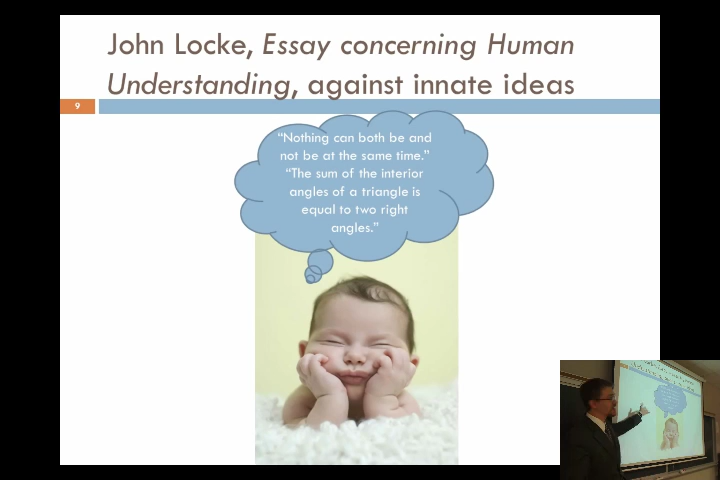 John Locke, Essay concerning Human
Understanding, against innate ideas
9
“Nothing can both be and
not be at the same time.”
“The sum of the interior
angles of a triangle is
equal to two right
angles.”